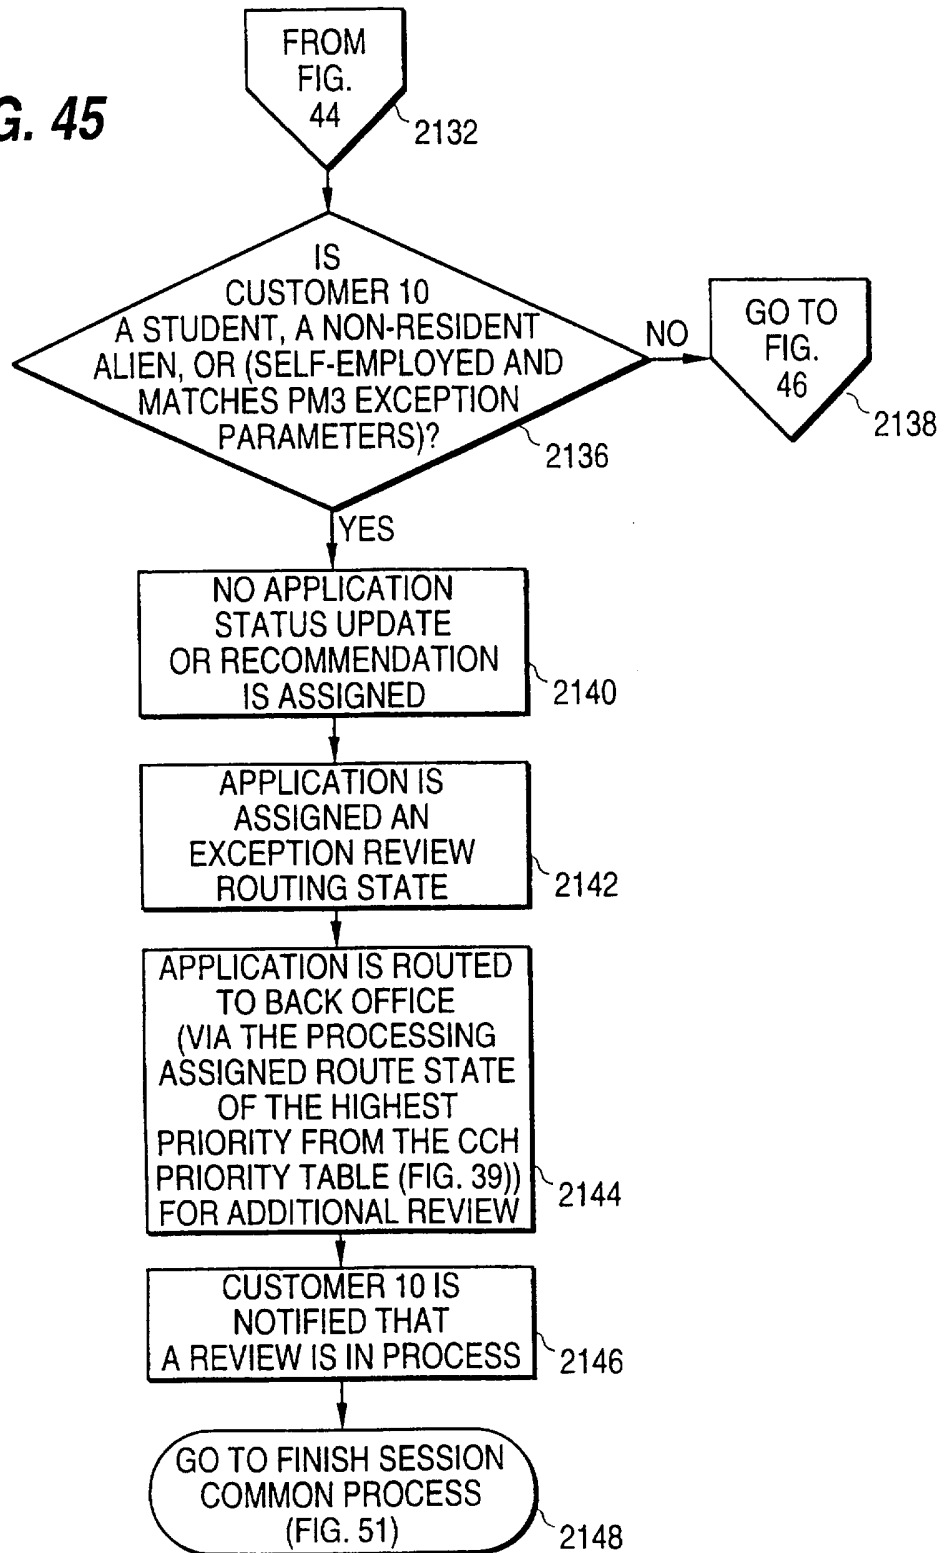 FROM
FIG.
44
2132
G. 45
IS
CUSTOMER 10
A STUDENT, A NON-RESIDENT
ALIEN, OR (SELF-EMPLOYED AND
MATCHES PM3 EXCEPTION
PARAMETERS)?
2136
NO
GO TO
FIG.
46
2138
YES
NO APPLICATION
STATUS UPDATE
OR RECOMMENDATION
IS ASSIGNED
2140
APPLICATION IS
ASSIGNED AN
EXCEPTION REVIEW
ROUTING STATE
2142
APPLICATION IS ROUTED
TO BACK OFFICE
(VIA THE PROCESSING
ASSIGNED ROUTE STATE
OF THE HIGHEST
PRIORITY FROM THE CCH
PRIORITY TABLE (FIG. 39))
FOR ADDITIONAL REVIEW
2144
CUSTOMER 10 IS
NOTIFIED THAT
A REVIEW IS IN PROCESS
2146
GO TO FINISH SESSION
COMMON PROCESS
(FIG. 51)
2148